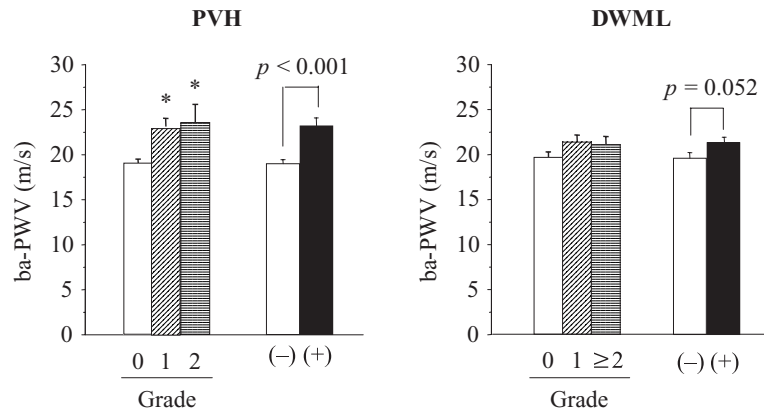 PVH
30
25
20
15
10
5
0
ba-PWV (m/s)
* *
p < 0.001
0 1 2
(–) (+)
Grade
DWML
30
25
20
15
10
5
0
ba-PWV (m/s)
p = 0.052
0 1 ≥2
(–) (+)
Grade